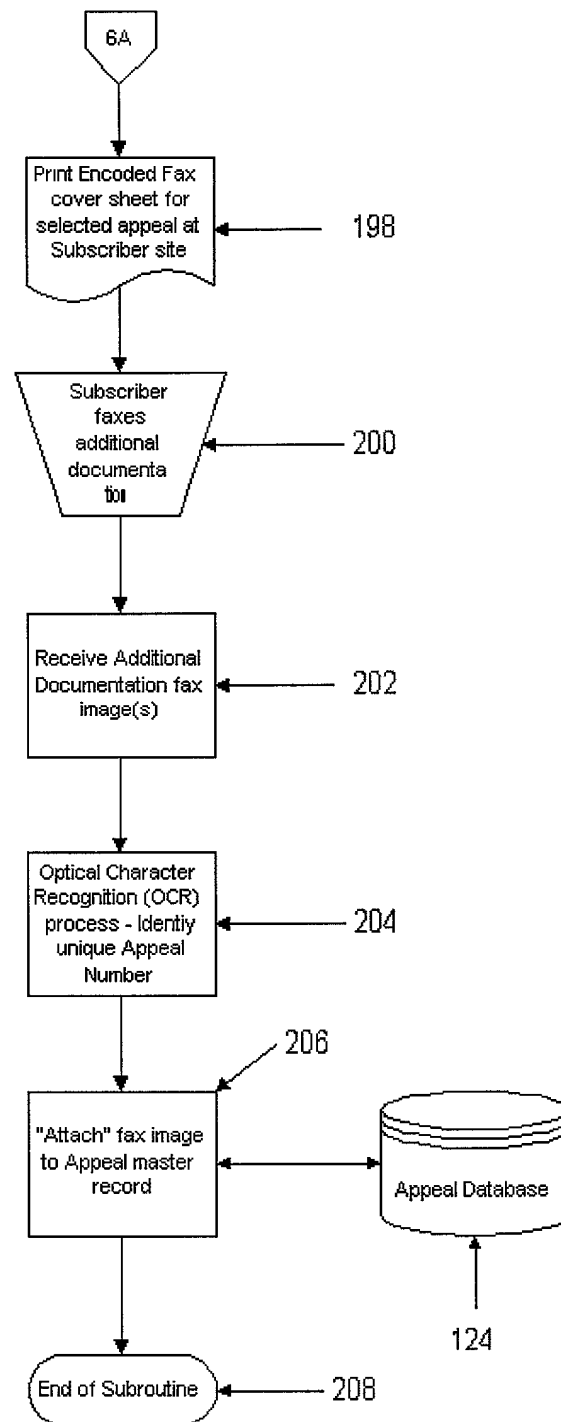 6A
Print Encoded Fax
cover sheet for
selected appeal at
Subscriber site
198
Subscriber
faxes
additional
documenta
tion
200
Receive Additional
Documentation fax
image(s)
202
Optical Character
Recognition (OCR)
process - Identiy
unique Appeal
Number
204
206
"Attach" fax image
to Appeal master
record
Appeal Database
124
End of Subroutine
208